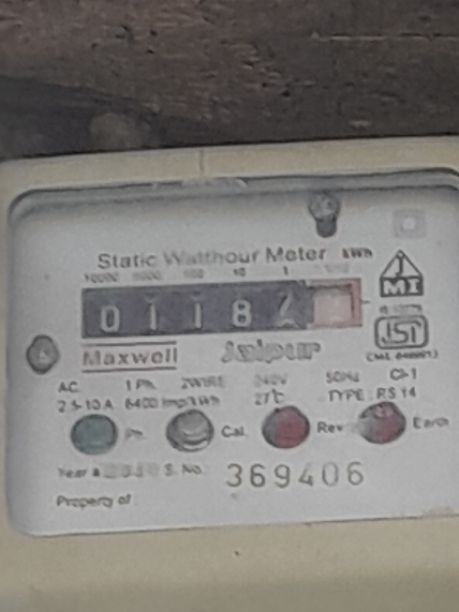 Static Watthour Meter kWh
10000 1000 100 10 1 1/10
0 1 1 8
Maxwell Jaipur
J
MI
ISI
AC. 1 Ph. 2WIRE 240V 50Hz Cl-1
2.5-10A 6400 Imp/kWh 27°C TYPE : RS 14
Ph. Cal. Rev Earth
Year & S. No. 369406
Property of